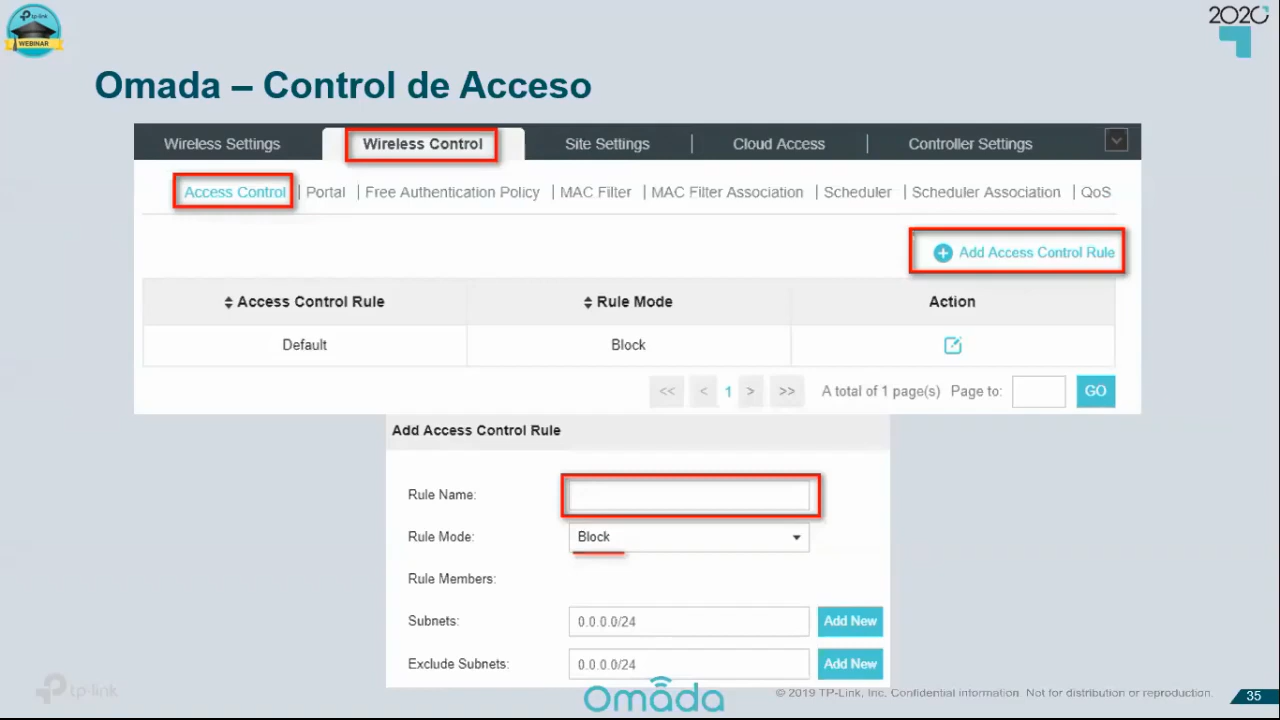 tp-link
WEBINAR
2020
Omada – Control de Acceso
Wireless Settings Wireless Control Site Settings | Cloud Access | Controller Settings
Access Control | Portal | Free Authentication Policy | MAC Filter | MAC Filter Association | Scheduler | Scheduler Association | QoS
Add Access Control Rule
Access Control Rule Rule Mode Action
Default Block
<< < 1 > >> A total of 1 page(s) Page to: GO
Add Access Control Rule
Rule Name:
Rule Mode: Block
Rule Members:
Subnets: 0.0.0.0/24 Add New
Exclude Subnets: 0.0.0.0/24 Add New
tp-link
Omada
© 2019 TP-Link, Inc. Confidential information. Not for distribution or reproduction.
35